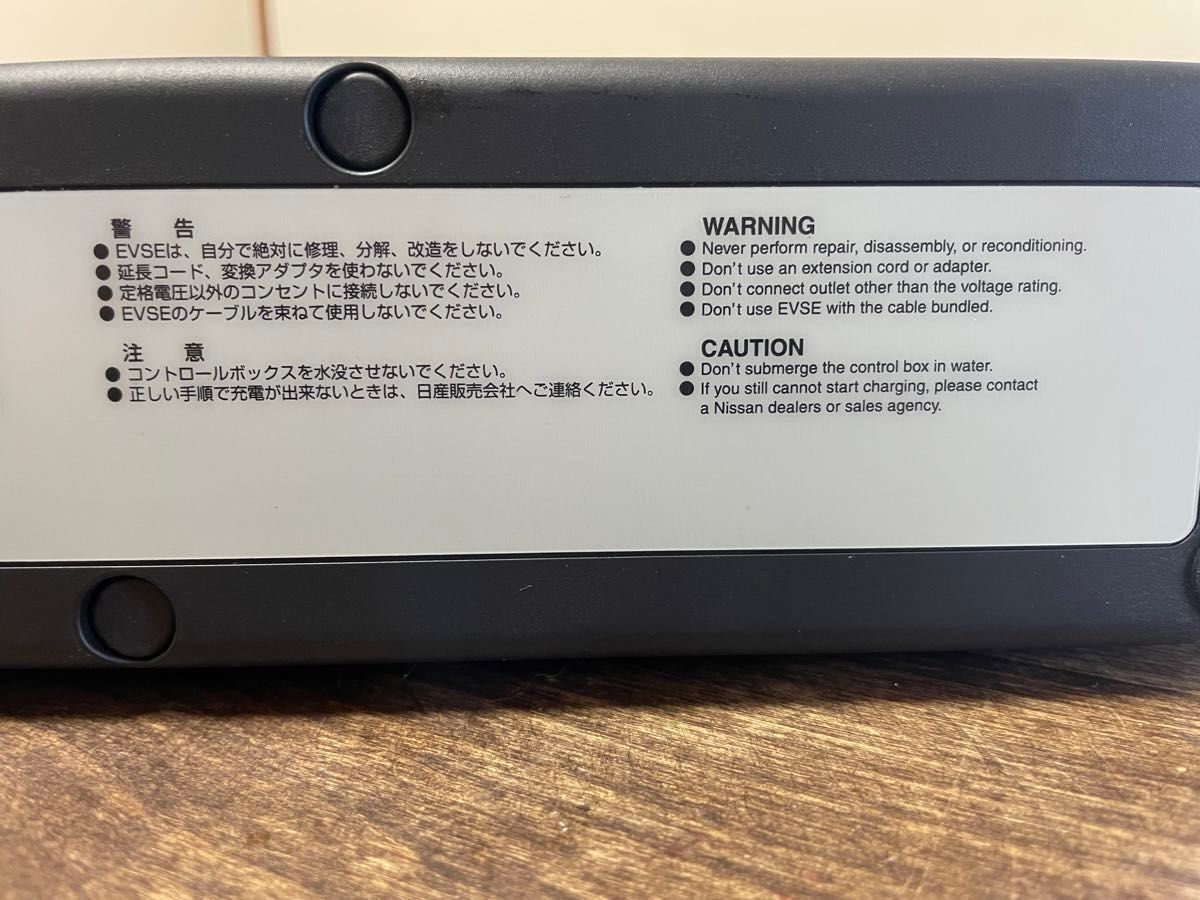 警 告
● EVSEは、自分で絶対に修理、分解、改造をしないでください。
● 延長コード、変換アダプタを使わないでください。
● 定格電圧以外のコンセントに接続しないでください。
● EVSEのケーブルを束ねて使用しないでください。
注 意
● コントロールボックスを水没させないでください。
● 正しい手順で充電が出来ないときは、日産販売会社へご連絡ください。
WARNING
● Never perform repair, disassembly, or reconditioning.
● Don't use an extension cord or adapter.
● Don't connect outlet other than the voltage rating.
● Don't use EVSE with the cable bundled.
CAUTION
● Don't submerge the control box in water.
● If you still cannot start charging, please contact
a Nissan dealers or sales agency.